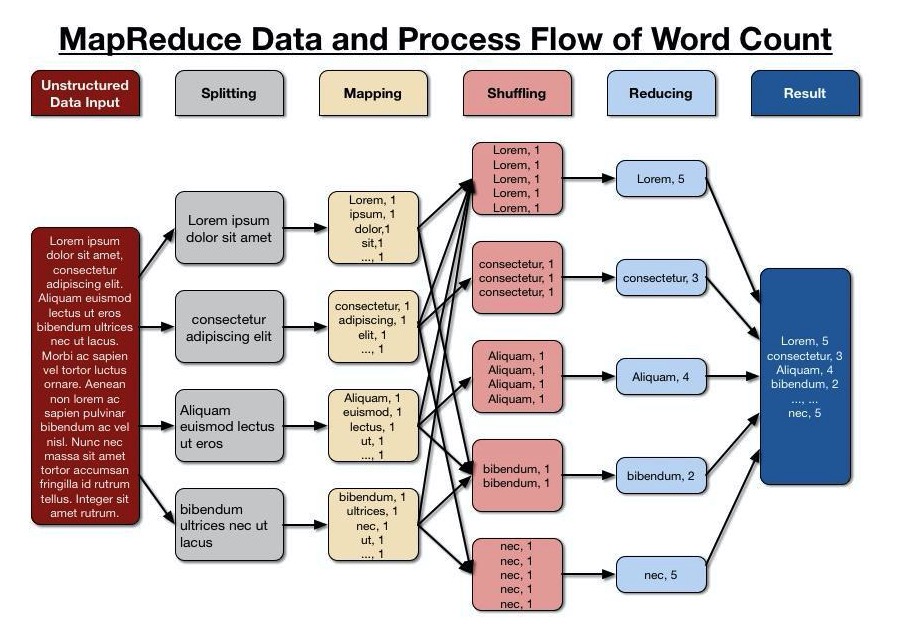 MapReduce Data and Process Flow of Word Count
Unstructured
Data Input
Splitting
Mapping
Shuffling
Reducing
Result
Lorem ipsum
dolor sit amet,
consectetur
adipiscing elit.
Aliquam euismod
lectus ut eros
bibendum ultrices
nec ut lacus.
Morbi ac sapien
vel tortor luctus
ornare. Aenean
non lorem ac
sapien pulvinar
bibendum ac vel
nisl. Nunc nec
massa sit amet
tortor accumsan
fringilla id rutrum
tellus. Integer sit
amet rutrum.
Lorem ipsum
dolor sit amet
consectetur
adipiscing elit
Aliquam
euismod lectus
ut eros
bibendum
ultrices nec ut
lacus
Lorem, 1
ipsum, 1
dolor,1
sit,1
..., 1
consectetur, 1
adipiscing, 1
elit, 1
..., 1
Aliquam, 1
euismod, 1
lectus, 1
ut, 1
..., 1
bibendum, 1
ultrices, 1
nec, 1
ut, 1
..., 1
Lorem, 1
Lorem, 1
Lorem, 1
Lorem, 1
Lorem, 1
consectetur, 1
consectetur, 1
consectetur, 1
Aliquam, 1
Aliquam, 1
Aliquam, 1
Aliquam, 1
bibendum, 1
bibendum, 1
nec, 1
nec, 1
nec, 1
nec, 1
nec, 1
Lorem, 5
consectetur, 3
Aliquam, 4
bibendum, 2
nec, 5
Lorem, 5
consectetur, 3
Aliquam, 4
bibendum, 2
..., ...
nec, 5